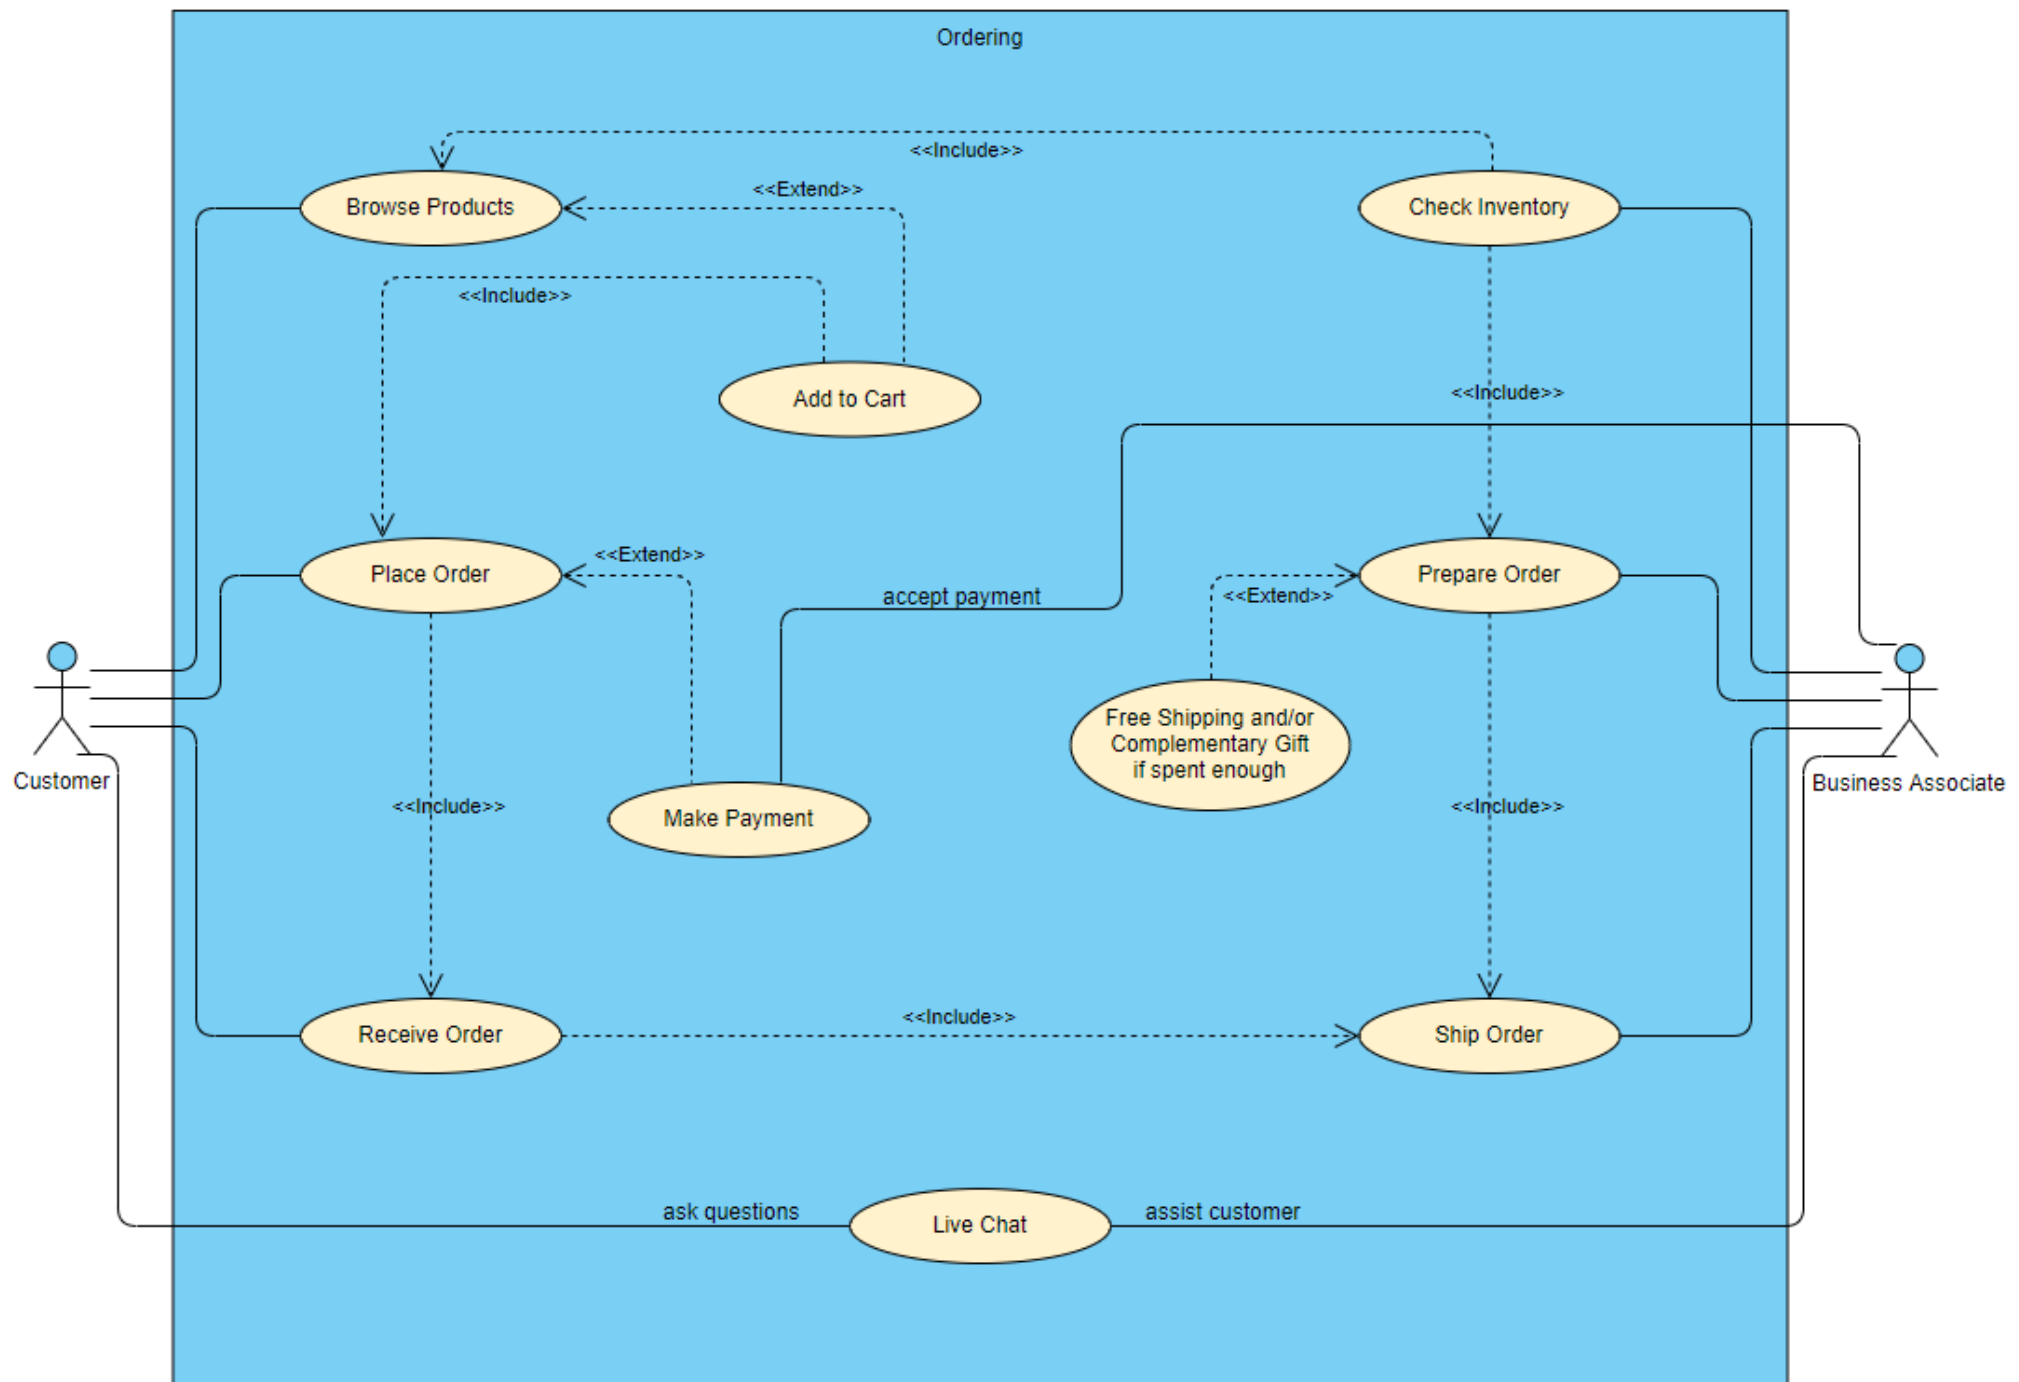 Ordering
<<Include>>
<<Extend>>
Browse Products
Check Inventory
<<Include>>
Add to Cart
<<Include>>
<<Extend>>
Place Order
Prepare Order
accept payment
<<Extend>>
Free Shipping and/or
Complementary Gift
if spent enough
Customer
Business Associate
<<Include>>
Make Payment
<<Include>>
<<Include>>
Receive Order
Ship Order
ask questions
Live Chat
assist customer